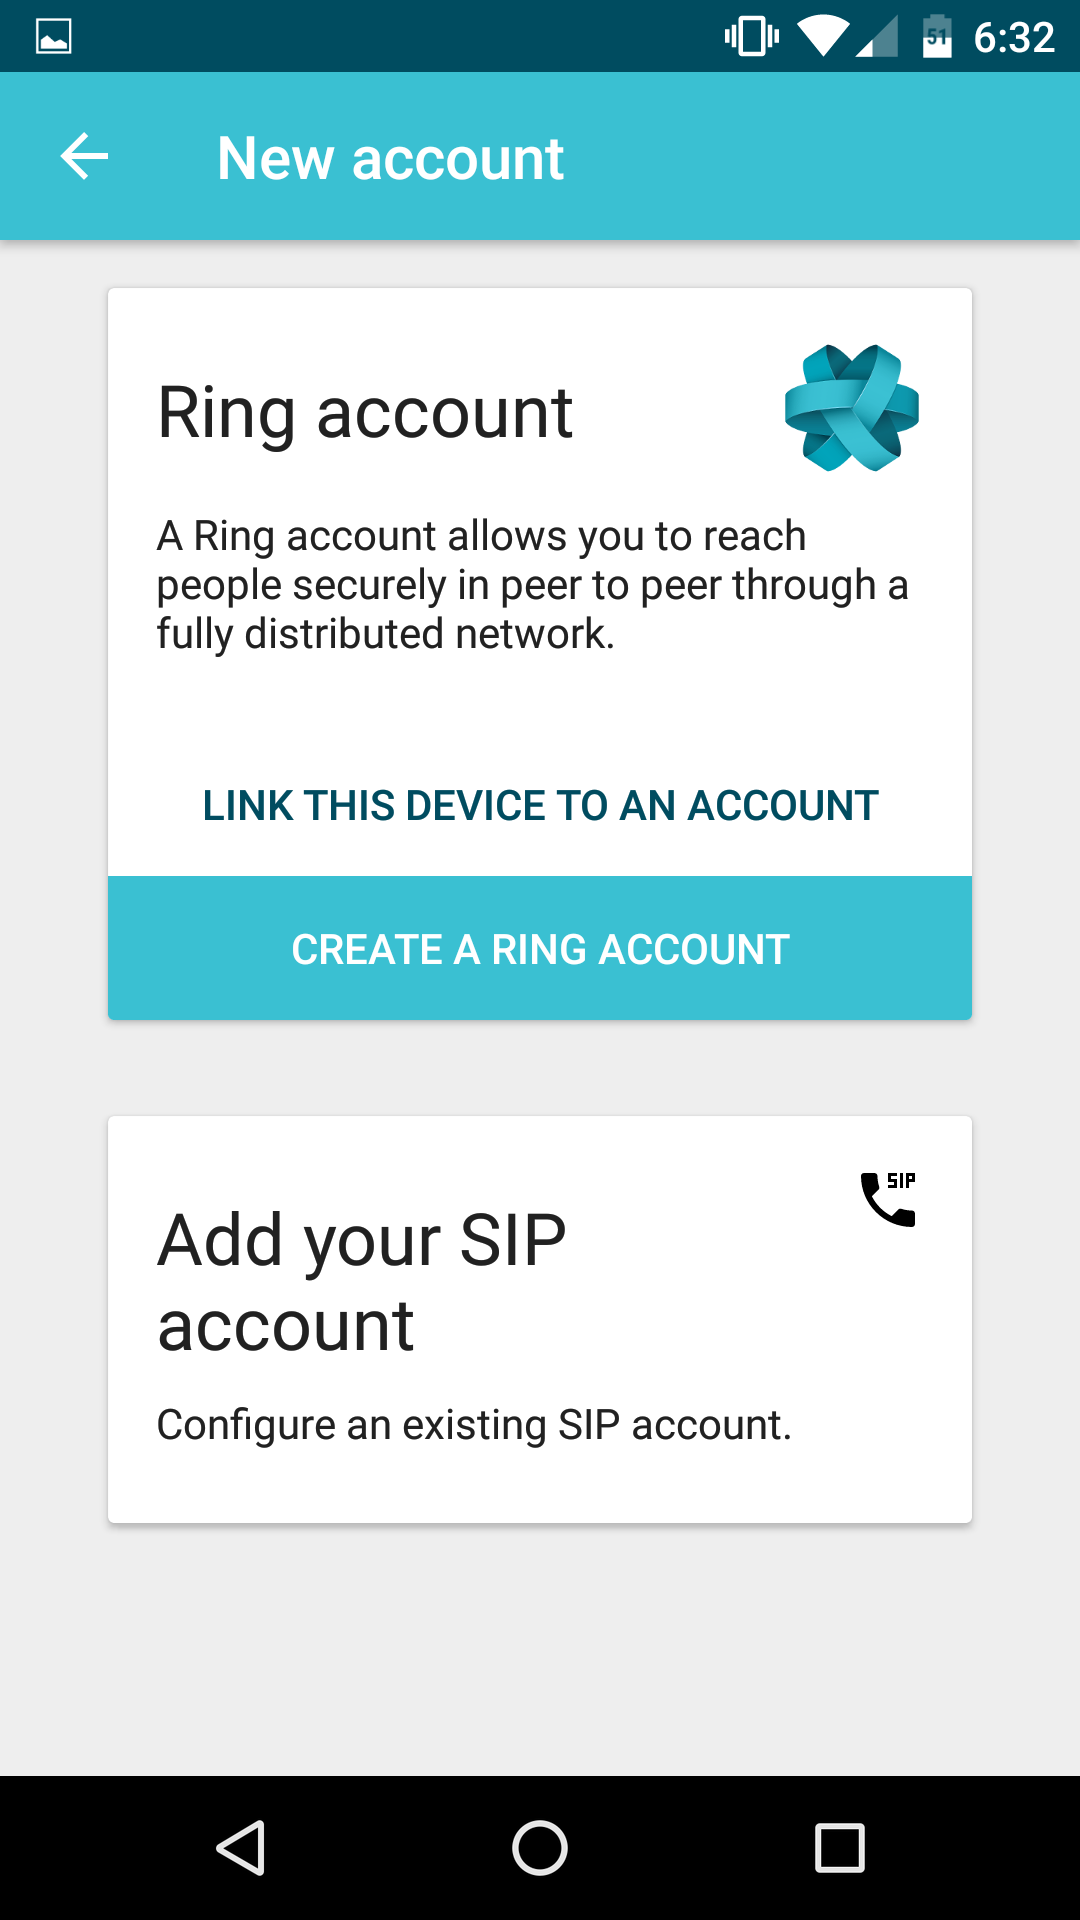 51 6:32
New account
Ring account
A Ring account allows you to reach
people securely in peer to peer through a
fully distributed network.
LINK THIS DEVICE TO AN ACCOUNT
CREATE A RING ACCOUNT
SIP
Add your SIP
account
Configure an existing SIP account.